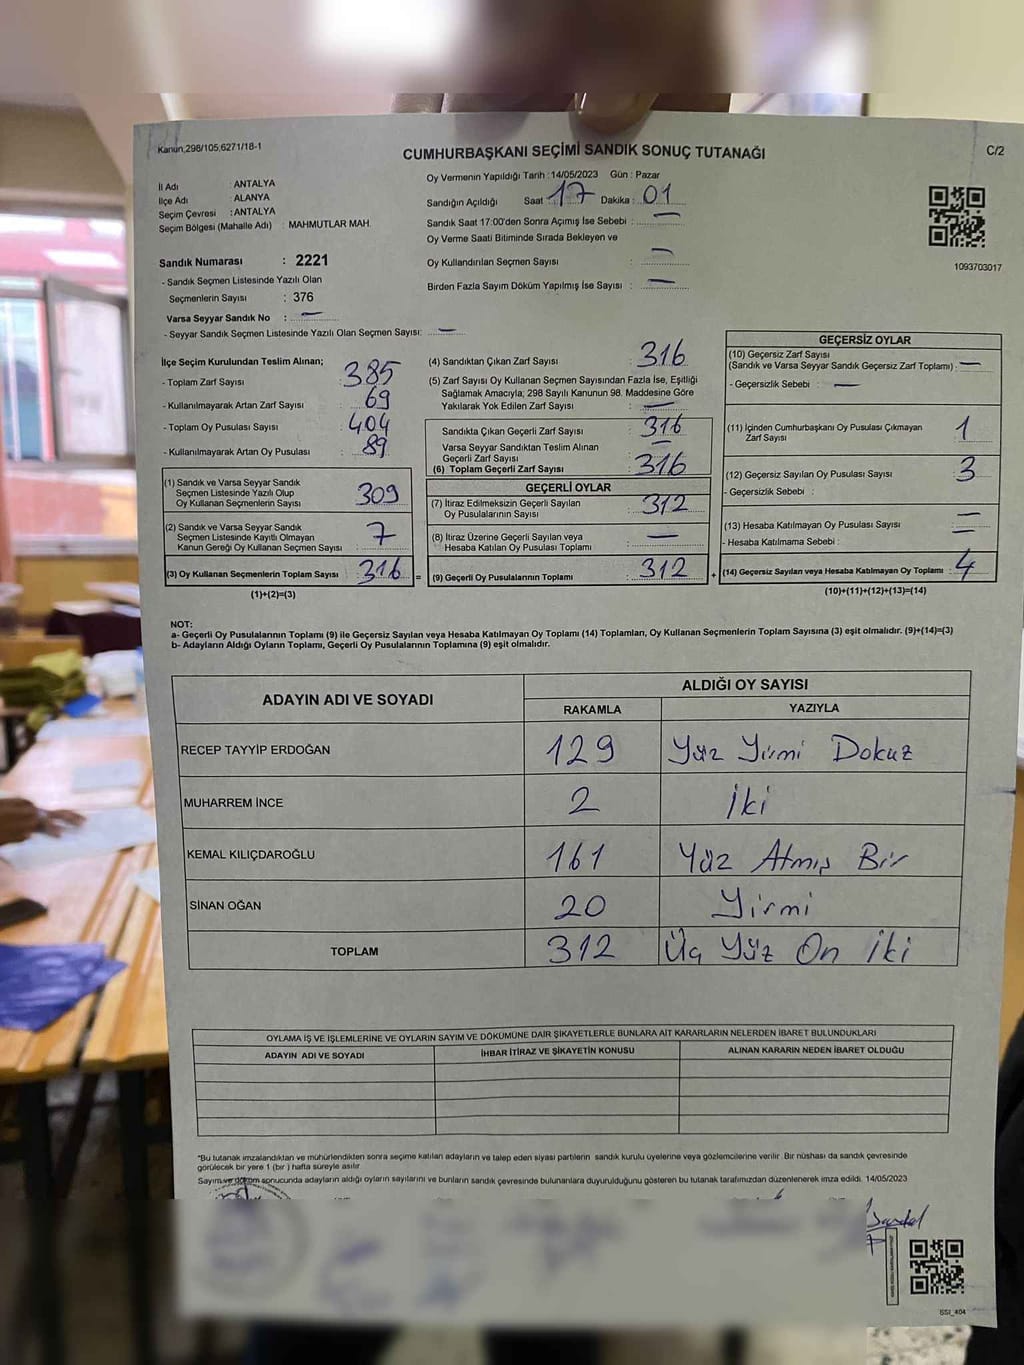 Kanun,298/105,6271/18-1
CUMHURBAŞKANI SEÇİMİ SANDIK SONUÇ TUTANAĞI
C/2
İl Adı : ANTALYA
İlçe Adı : ALANYA
Seçim Çevresi : ANTALYA
Seçim Bölgesi (Mahalle Adı) : MAHMUTLAR MAH.
Oy Vermenin Yapıldığı Tarih : 14/05/2023 Gün : Pazar
Sandığın Açıldığı Saat : 17 Dakika : 01
Sandık Saat 17:00'den Sonra Açımış İse Sebebi : —
Oy Verme Saati Bitiminde Sırada Bekleyen ve
Oy Kullandırılan Seçmen Sayısı : —
Birden Fazla Sayım Döküm Yapılmış İse Sayısı : —
1093703017
Sandık Numarası : 2221
- Sandık Seçmen Listesinde Yazılı Olan
Seçmenlerin Sayısı : 376
Varsa Seyyar Sandık No : —
- Seyyar Sandık Seçmen Listesinde Yazılı Olan Seçmen Sayısı: —
İlçe Seçim Kurulundan Teslim Alınan;
- Toplam Zarf Sayısı : 385
- Kullanılmayarak Artan Zarf Sayısı : 69
- Toplam Oy Pusulası Sayısı : 404
- Kullanılmayarak Artan Oy Pusulası : 89
(1) Sandık ve Varsa Seyyar Sandık
Seçmen Listesinde Yazılı Olup
Oy Kullanan Seçmenlerin Sayısı : 309
(2) Sandık ve Varsa Seyyar Sandık
Seçmen Listesinde Kayıtlı Olmayan
Kanun Gereği Oy Kullanan Seçmen Sayısı : 7
(3) Oy Kullanan Seçmenlerin Toplam Sayısı : 316
(1)+(2)=(3)
(4) Sandıktan Çıkan Zarf Sayısı : 316
(5) Zarf Sayısı Oy Kullanan Seçmen Sayısından Fazla İse, Eşitliği
Sağlamak Amacıyla, 298 Sayılı Kanunun 98. Maddesine Göre
Yakılarak Yok Edilen Zarf Sayısı : —
Sandıkta Çıkan Geçerli Zarf Sayısı : 316
Varsa Seyyar Sandıktan Teslim Alınan
Geçerli Zarf Sayısı : —
(6) Toplam Geçerli Zarf Sayısı : 316
GEÇERLİ OYLAR
(7) İtiraz Edilmeksizin Geçerli Sayılan
Oy Pusulalarının Sayısı : 312
(8) İtiraz Üzerine Geçerli Sayılan veya
Hesaba Katılan Oy Pusulası Toplamı : —
= (9) Geçerli Oy Pusulalarının Toplamı : 312 +
GEÇERSİZ OYLAR
(10) Geçersiz Zarf Sayısı
(Sandık ve Varsa Seyyar Sandık Geçersiz Zarf Toplamı) : —
- Geçersizlik Sebebi : —
(11) İçinden Cumhurbaşkanı Oy Pusulası Çıkmayan
Zarf Sayısı : 1
(12) Geçersiz Sayılan Oy Pusulası Sayısı : 3
- Geçersizlik Sebebi :
(13) Hesaba Katılmayan Oy Pusulası Sayısı : —
- Hesaba Katılmama Sebebi : —
(14) Geçersiz Sayılan veya Hesaba Katılmayan Oy Toplamı : 4
(10)+(11)+(12)+(13)=(14)
NOT:
a- Geçerli Oy Pusulalarının Toplamı (9) ile Geçersiz Sayılan veya Hesaba Katılmayan Oy Toplamı (14) Toplamları, Oy Kullanan Seçmenlerin Toplam Sayısına (3) eşit olmalıdır. (9)+(14)=(3)
b- Adayların Aldığı Oyların Toplamı, Geçerli Oy Pusulalarının Toplamına (9) eşit olmalıdır.
ADAYIN ADI VE SOYADI
ALDIĞI OY SAYISI
RAKAMLA YAZIYLA
RECEP TAYYİP ERDOĞAN 129 Yüz Yirmi Dokuz
MUHARREM İNCE 2 İki
KEMAL KILIÇDAROĞLU 161 Yüz Atmış Bir
SİNAN OĞAN 20 Yirmi
TOPLAM 312 Üç Yüz On İki
OYLAMA İŞ VE İŞLEMLERİNE VE OYLARIN SAYIM VE DÖKÜMÜNE DAİR ŞİKAYETLERLE BUNLARA AİT KARARLARIN NELERDEN İBARET BULUNDUKLARI
ADAYIN ADI VE SOYADI İHBAR İTİRAZ VE ŞİKAYETİN KONUSU ALINAN KARARIN NEDEN İBARET OLDUĞU
"Bu tutanak imzalandıktan ve mühürlendikten sonra seçime katılan adayların ve talep eden siyasi partilerin sandık kurulu üyelerine veya gözlemcilerine verilir. Bir nüshası da sandık çevresinde
görülecek bir yere 1 (bir ) hafta süreyle asılır.
Sayım ve döküm sonucunda adayların aldığı oyların sayılarını ve bunların sandık çevresinde bulunanlara duyurulduğunu gösteren bu tutanak tarafımızdan düzenlenerek imza edildi. 14/05/2023
SSI_404